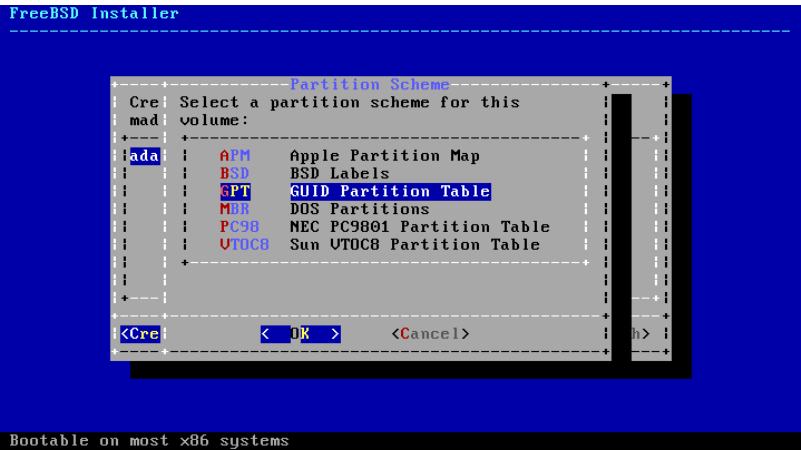 FreeBSD Installer
Partition Scheme
Cre Select a partition scheme for this
mad volume:
ada APM Apple Partition Map
BSD BSD Labels
GPT GUID Partition Table
MBR DOS Partitions
PC98 NEC PC9801 Partition Table
VTOC8 Sun VTOC8 Partition Table
<Cre < OK > <Cancel> h>
Bootable on most x86 systems